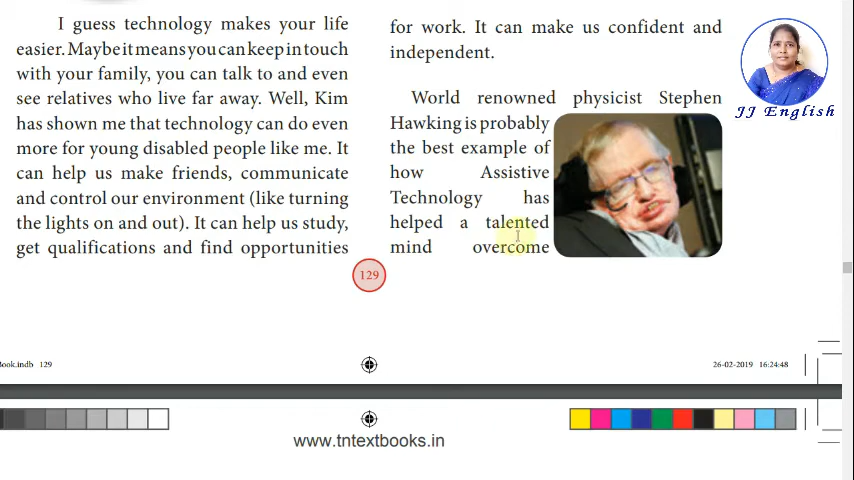 I guess technology makes your life
easier. Maybe it means you can keep in touch
with your family, you can talk to and even
see relatives who live far away. Well, Kim
has shown me that technology can do even
more for young disabled people like me. It
can help us make friends, communicate
and control our environment (like turning
the lights on and out). It can help us study,
get qualifications and find opportunities
for work. It can make us confident and
independent.
World renowned physicist Stephen
Hawking is probably
the best example of
how Assistive
Technology has
helped a talented
mind overcome
JJ English
129
ook.indb 129
26-02-2019 16:24:48
www.tntextbooks.in